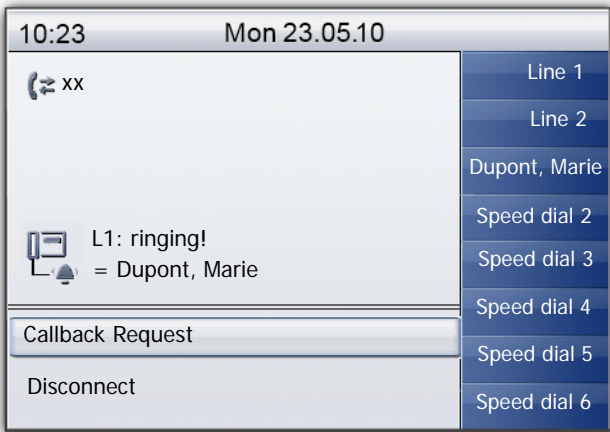 10:23 Mon 23.05.10
xx
L1: ringing!
= Dupont, Marie
Callback Request
Disconnect
Line 1
Line 2
Dupont, Marie
Speed dial 2
Speed dial 3
Speed dial 4
Speed dial 5
Speed dial 6